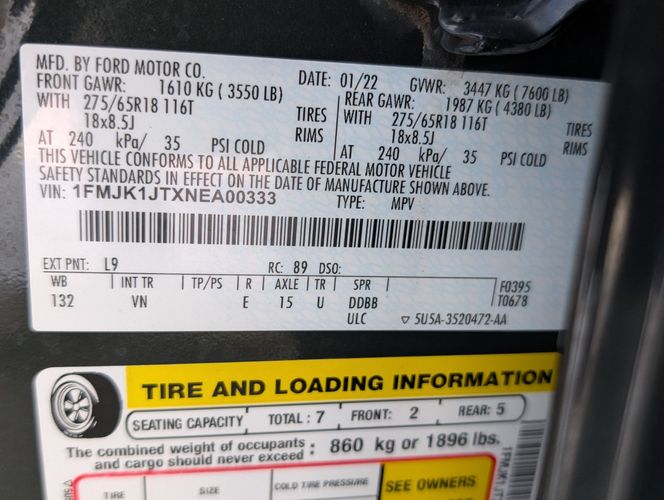 MFD. BY FORD MOTOR CO.
DATE: 01/22 GVWR: 3447 KG ( 7600 LB)
FRONT GAWR: 1610 KG ( 3550 LB) REAR GAWR: 1987 KG ( 4380 LB)
WITH 275/65R18 116T TIRES WITH 275/65R18 116T TIRES
18x8.5J RIMS 18x8.5J RIMS
AT 240 kPa/ 35 PSI COLD AT 240 kPa/ 35 PSI COLD
THIS VEHICLE CONFORMS TO ALL APPLICABLE FEDERAL MOTOR VEHICLE
SAFETY STANDARDS IN EFFECT ON THE DATE OF MANUFACTURE SHOWN ABOVE.
VIN: 1FMJK1JTXNEA00333 TYPE: MPV
EXT PNT: L9 RC: 89 DSO:
WB INT TR TP/PS R AXLE TR SPR F0395
132 VN E 15 U DDBB T0678
ULC ▽ 5U5A-3520472-AA
TIRE AND LOADING INFORMATION
SEATING CAPACITY TOTAL : 7 FRONT: 2 REAR: 5
The combined weight of occupants and cargo should never exceed : 860 kg or 1896 lbs.
TIRE SIZE COLD TIRE PRESSURE SEE OWNERS